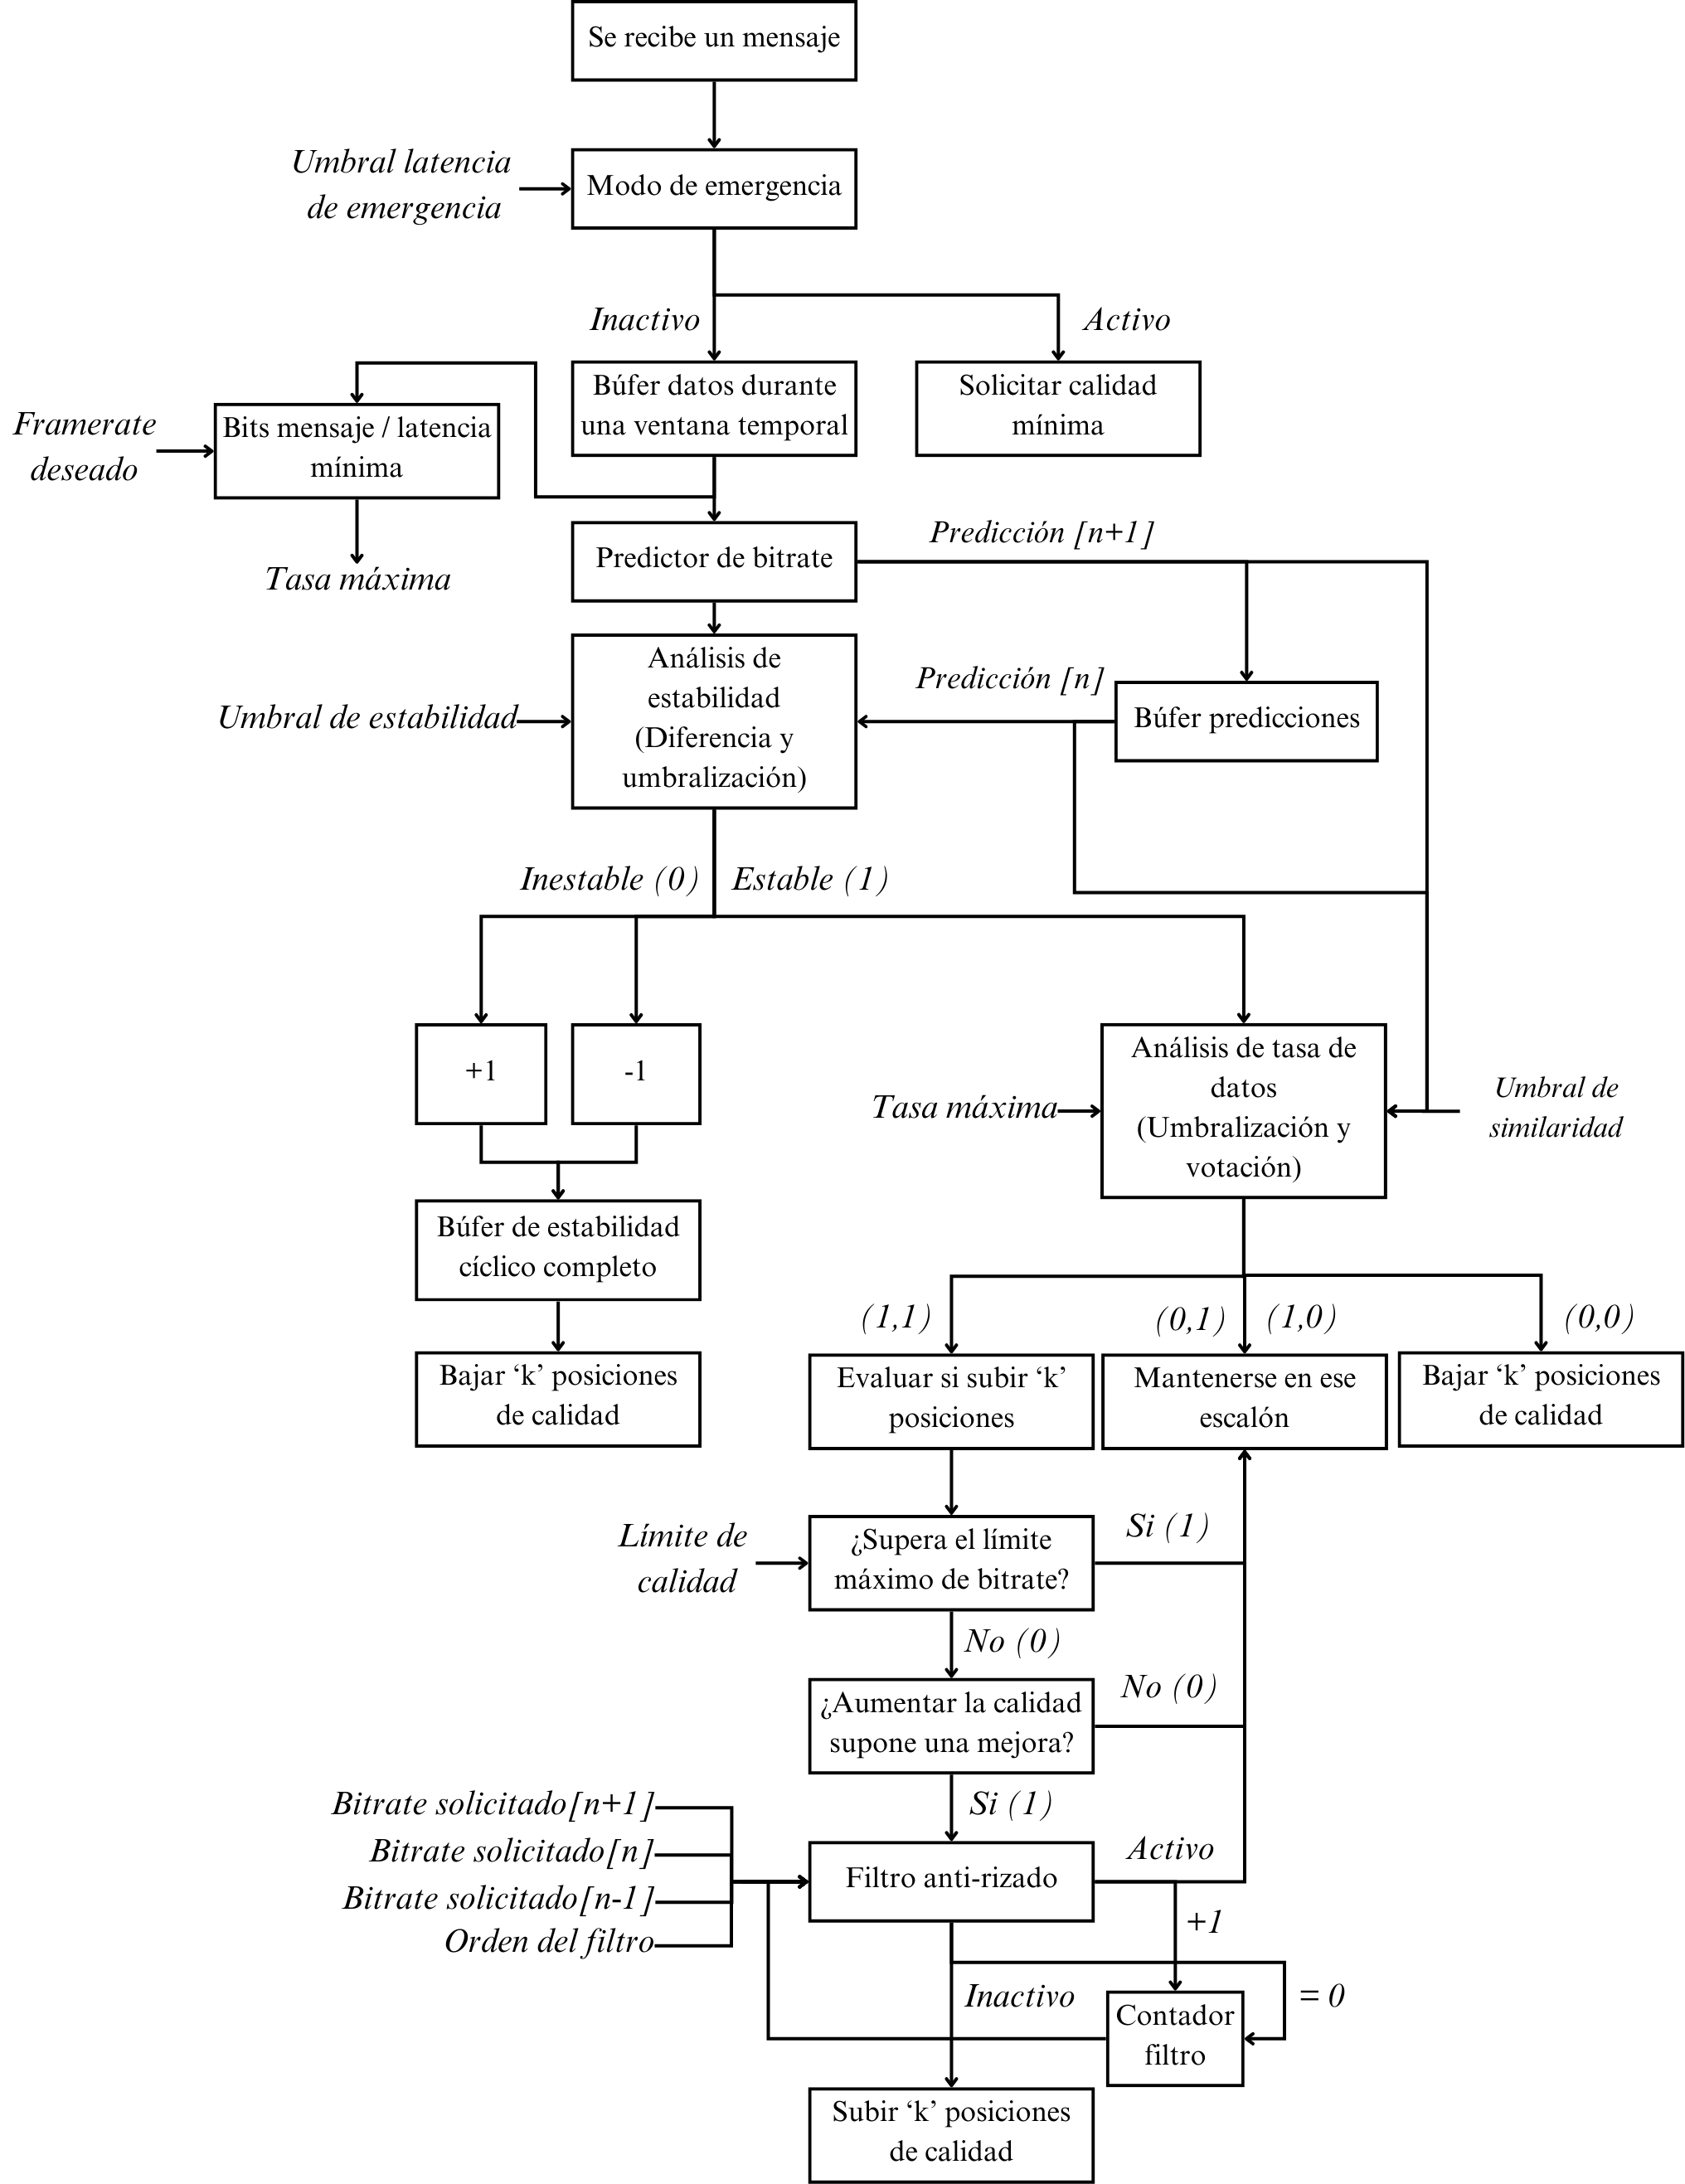 Se recibe un mensaje
Umbral latencia
de emergencia
Modo de emergencia
Inactivo
Activo
Búfer datos durante
una ventana temporal
Solicitar calidad
mínima
Framerate
deseado
Bits mensaje / latencia
mínima
Tasa máxima
Predictor de bitrate
Predicción [n+1]
Análisis de
estabilidad
(Diferencia y
umbralización)
Umbral de estabilidad
Predicción [n]
Búfer predicciones
Inestable (0)
Estable (1)
+1
-1
Búfer de estabilidad
cíclico completo
Bajar ‘k’ posiciones
de calidad
Tasa máxima
Análisis de tasa de
datos
(Umbralización y
votación)
Umbral de
similaridad
(1,1)
(0,1)
(1,0)
(0,0)
Evaluar si subir ‘k’
posiciones
Mantenerse en ese
escalón
Bajar ‘k’ posiciones
de calidad
Límite de
calidad
¿Supera el límite
máximo de bitrate?
Si (1)
No (0)
¿Aumentar la calidad
supone una mejora?
No (0)
Si (1)
Bitrate solicitado[n+1]
Bitrate solicitado[n]
Bitrate solicitado[n-1]
Orden del filtro
Filtro anti-rizado
Activo
+1
Inactivo
= 0
Contador
filtro
Subir ‘k’ posiciones
de calidad